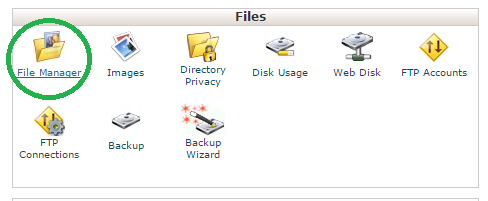 Files
File Manager
Images
Directory
Privacy
Disk Usage
Web Disk
FTP Accounts
FTP
Connections
Backup
Backup
Wizard